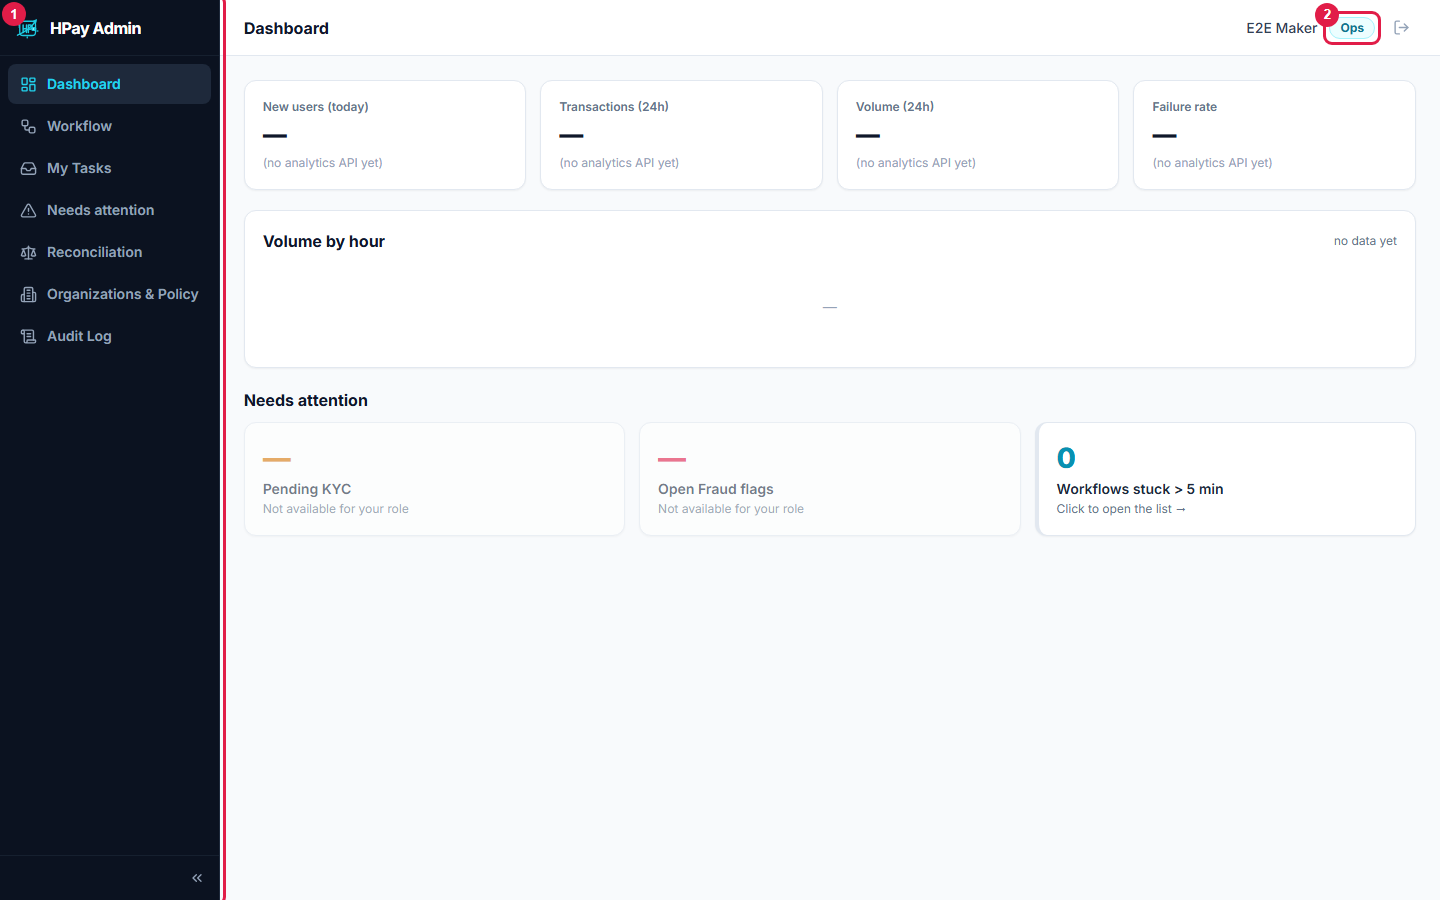 1
HPay Admin
Dashboard
Workflow
My Tasks
Needs attention
Reconciliation
Organizations & Policy
Audit Log
«
Dashboard
E2E Maker
2
Ops
New users (today)
—
(no analytics API yet)
Transactions (24h)
—
(no analytics API yet)
Volume (24h)
—
(no analytics API yet)
Failure rate
—
(no analytics API yet)
Volume by hour
no data yet
—
Needs attention
—
Pending KYC
Not available for your role
—
Open Fraud flags
Not available for your role
0
Workflows stuck > 5 min
Click to open the list →